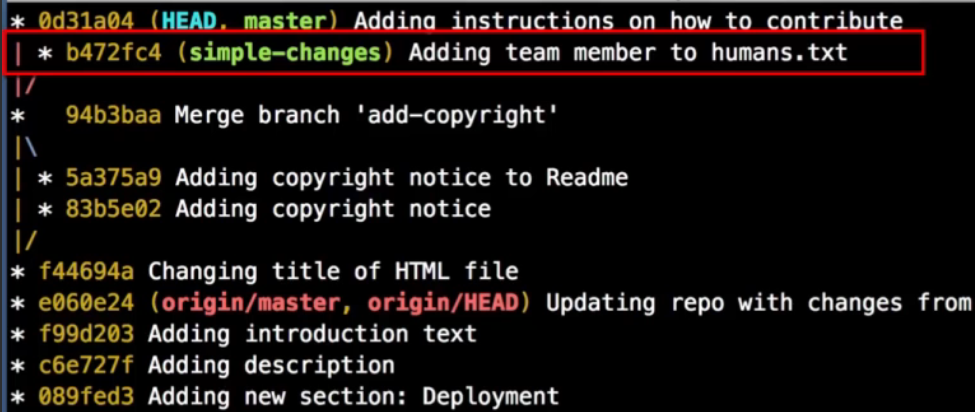 * 0d31a04 (HEAD, master) Adding instructions on how to contribute
| * b472fc4 (simple-changes) Adding team member to humans.txt
|/
*   94b3baa Merge branch 'add-copyright'
|\
| * 5a375a9 Adding copyright notice to Readme
| * 83b5e02 Adding copyright notice
|/
* f44694a Changing title of HTML file
* e060e24 (origin/master, origin/HEAD) Updating repo with changes from
* f99d203 Adding introduction text
* c6e727f Adding description
* 089fed3 Adding new section: Deployment